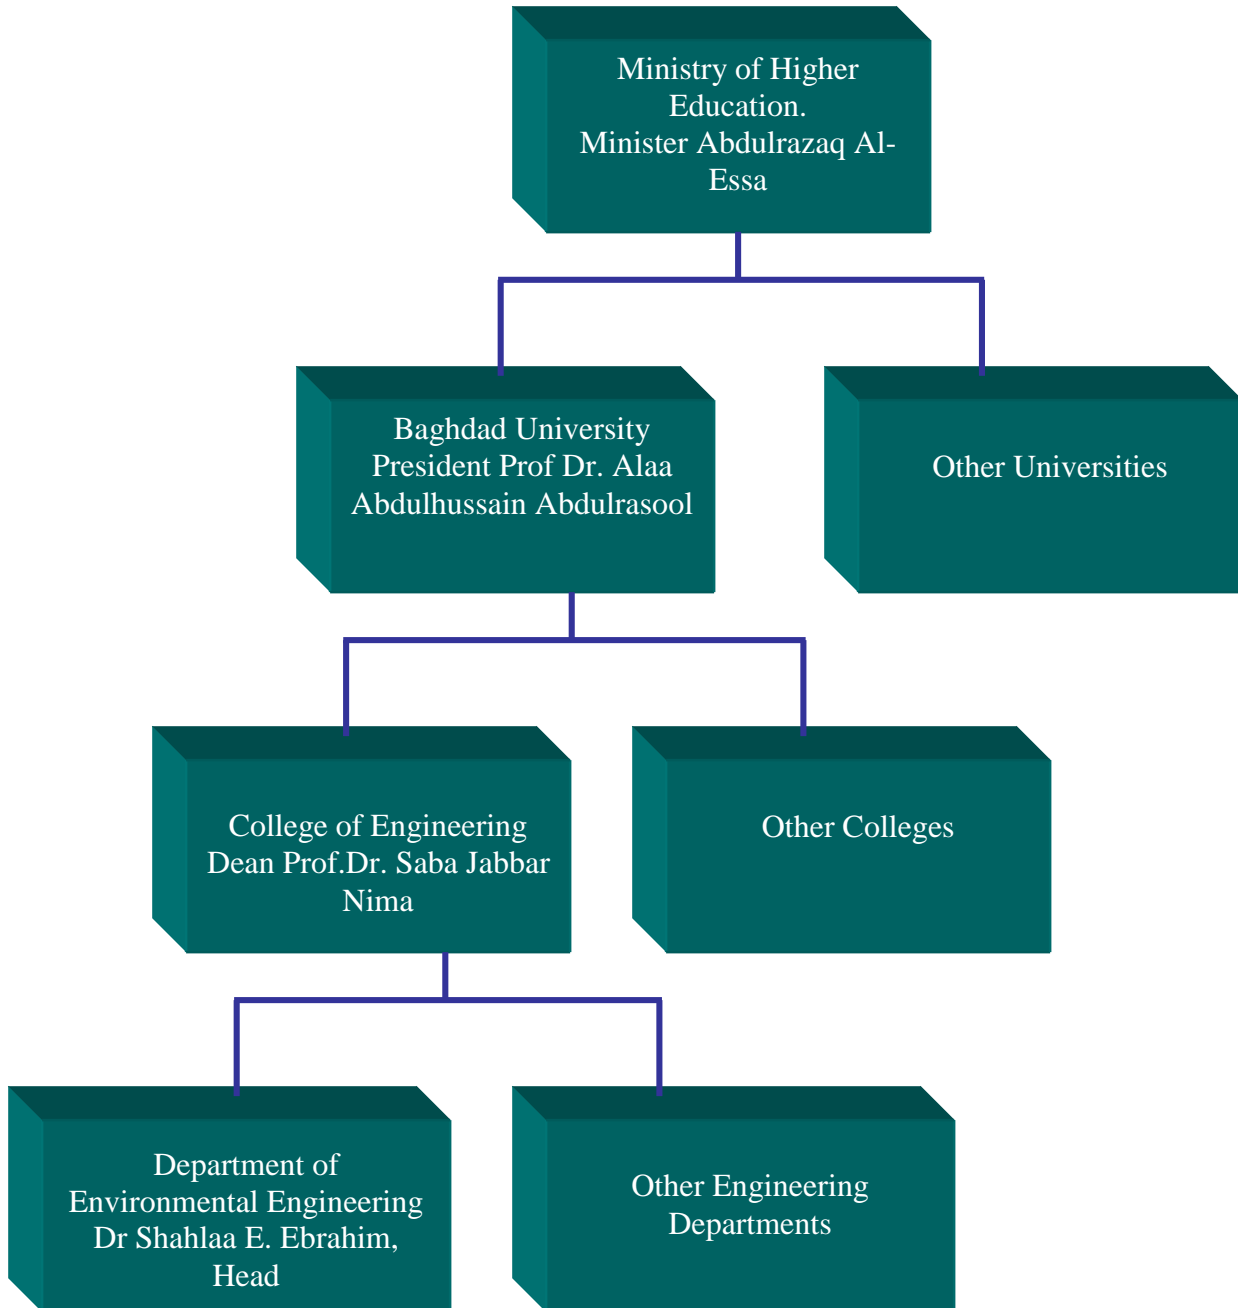 Ministry of Higher
Education.
Minister Abdulrazaq Al-
Essa
Baghdad University
President Prof Dr. Alaa
Abdulhussain Abdulrasool
Other Universities
College of Engineering
Dean Prof.Dr. Saba Jabbar
Nima
Other Colleges
Department of
Environmental Engineering
Dr Shahlaa E. Ebrahim,
Head
Other Engineering
Departments